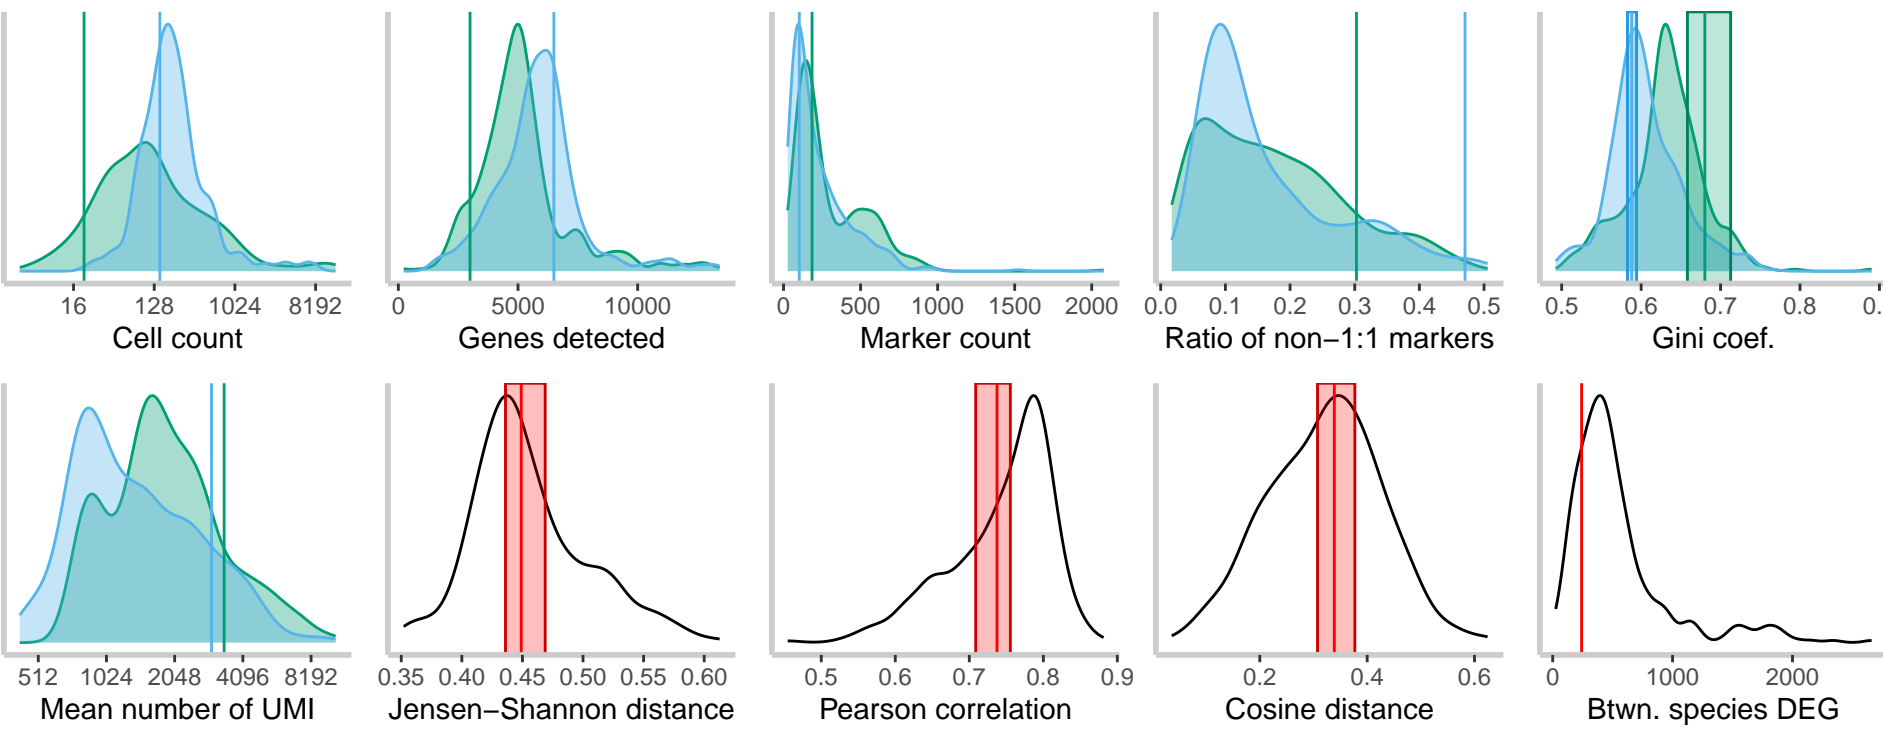 16 128 1024 8192
Cell count
0 5000 10000
Genes detected
0 500 1000 1500 2000
Marker count
0.0 0.1 0.2 0.3 0.4 0.5
Ratio of non−1:1 markers
0.5 0.6 0.7 0.8 0.
Gini coef.
512 1024 2048 4096 8192
Mean number of UMI
0.35 0.40 0.45 0.50 0.55 0.60
Jensen−Shannon distance
0.5 0.6 0.7 0.8 0.9
Pearson correlation
0.2 0.4 0.6
Cosine distance
0 1000 2000
Btwn. species DEG